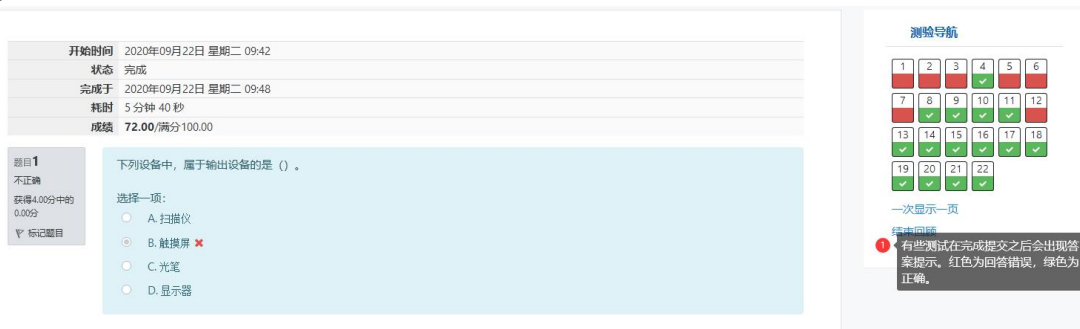 开始时间 2020年09月22日 星期二 09:42
状态 完成
完成于 2020年09月22日 星期二 09:48
耗时 5 分钟 40 秒
成绩 72.00/满分100.00
题目1
不正确
获得4.00分中的
0.00分
标记题目
下列设备中，属于输出设备的是（）。
选择一项：
A. 扫描仪
B. 触摸屏
C. 光笔
D. 显示器
测验导航
1 2 3 4 5 6
7 8 9 10 11 12
13 14 15 16 17 18
19 20 21 22
一次显示一页
结束回顾
1 有些测试在完成提交之后会出现答
案提示。红色为回答错误，绿色为
正确。